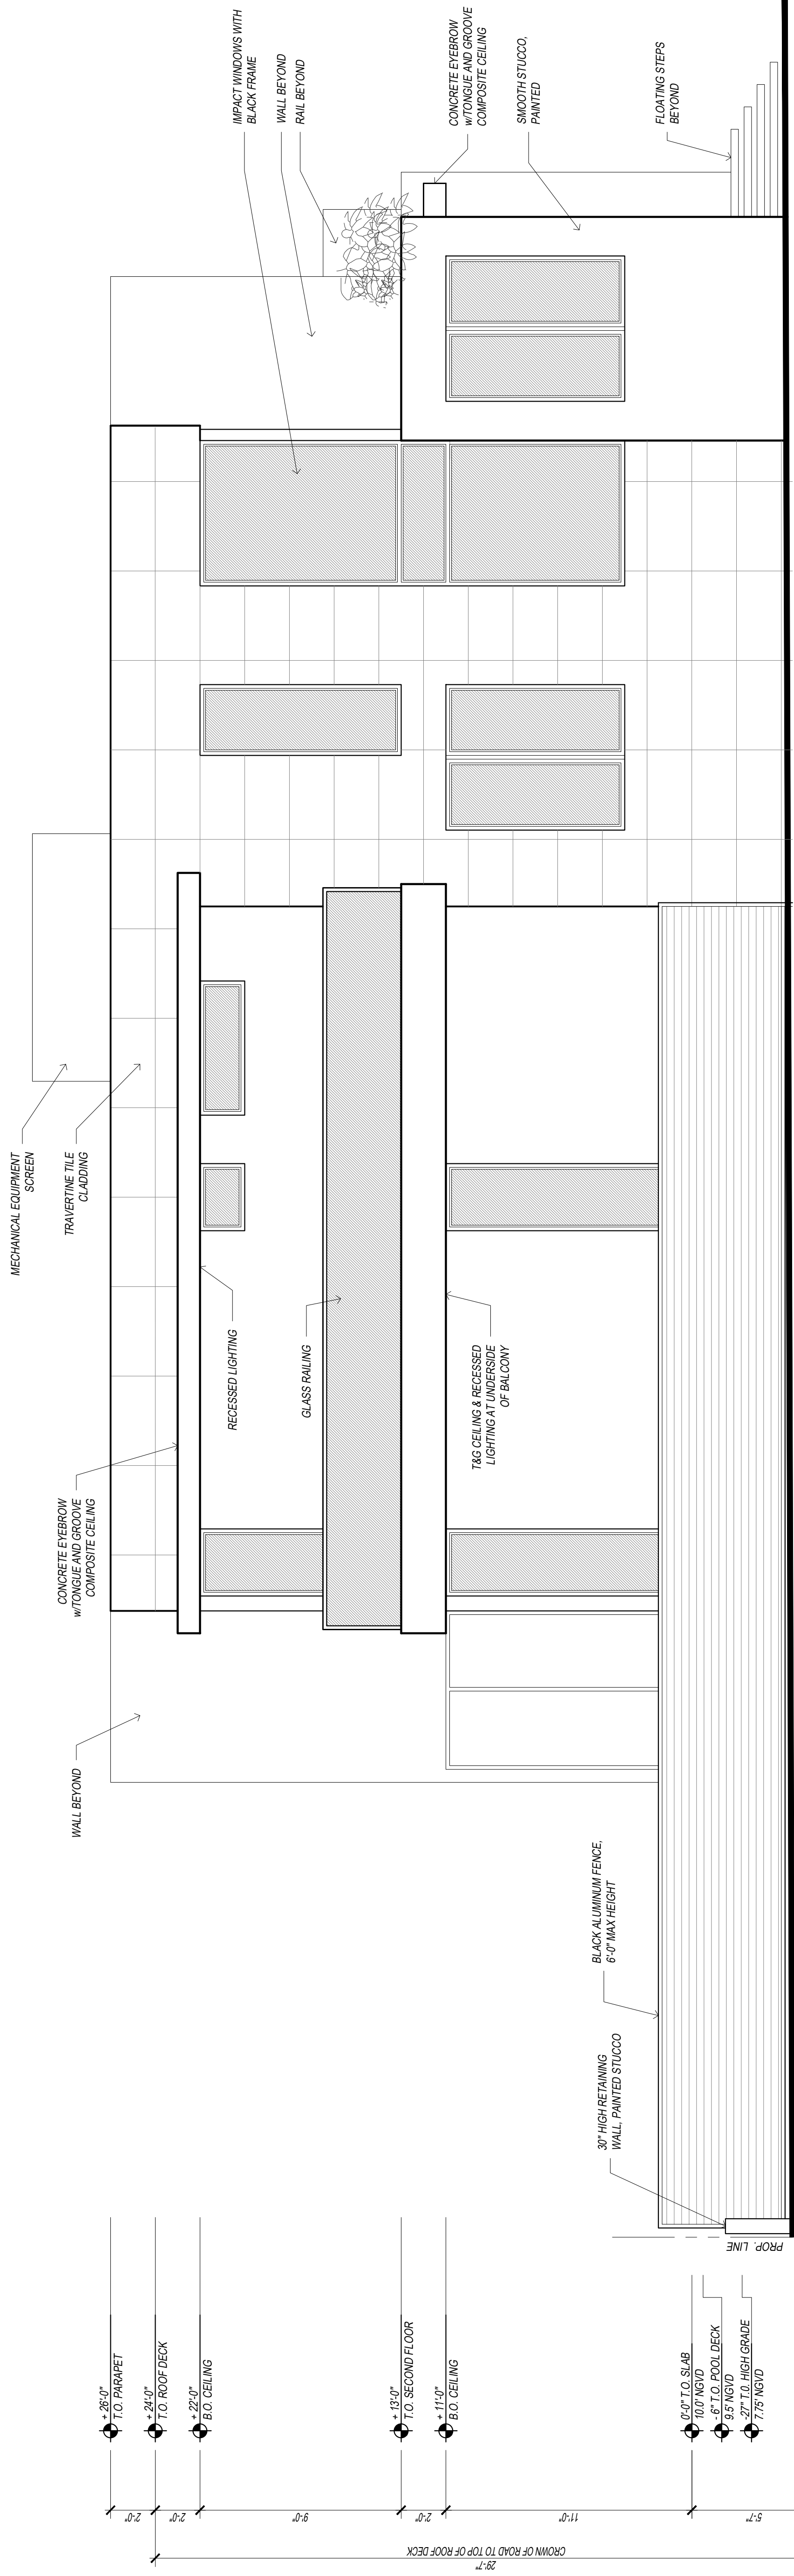 MECHANICAL EQUIPMENT
SCREEN
TRAVERTINE TILE
CLADDING
CONCRETE EYEBROW
w/TONGUE AND GROOVE
COMPOSITE CEILING
WALL BEYOND
RECESSED LIGHTING
GLASS RAILING
T&G CEILING & RECESSED
LIGHTING AT UNDERSIDE
OF BALCONY
IMPACT WINDOWS WITH
BLACK FRAME
WALL BEYOND
RAIL BEYOND
CONCRETE EYEBROW
w/TONGUE AND GROOVE
COMPOSITE CEILING
SMOOTH STUCCO,
PAINTED
FLOATING STEPS
BEYOND
BLACK ALUMINUM FENCE,
6'-0" MAX HEIGHT
30" HIGH RETAINING
WALL, PAINTED STUCCO
PROP. LINE
+ 26'-0"
T.O. PARAPET
+ 24'-0"
T.O. ROOF DECK
+ 22'-0"
B.O. CEILING
+ 13'-0"
T.O. SECOND FLOOR
+ 11'-0"
B.O. CEILING
0'-0" T.O. SLAB
10.0' NGVD
- 6" T.O. POOL DECK
9.5' NGVD
-27" T.0. HIGH GRADE
7.75' NGVD
2'-0"
2'-0"
9'-0"
2'-0"
11'-0"
5'-7"
29'-7"
CROWN OF ROAD TO TOP OF ROOF DECK